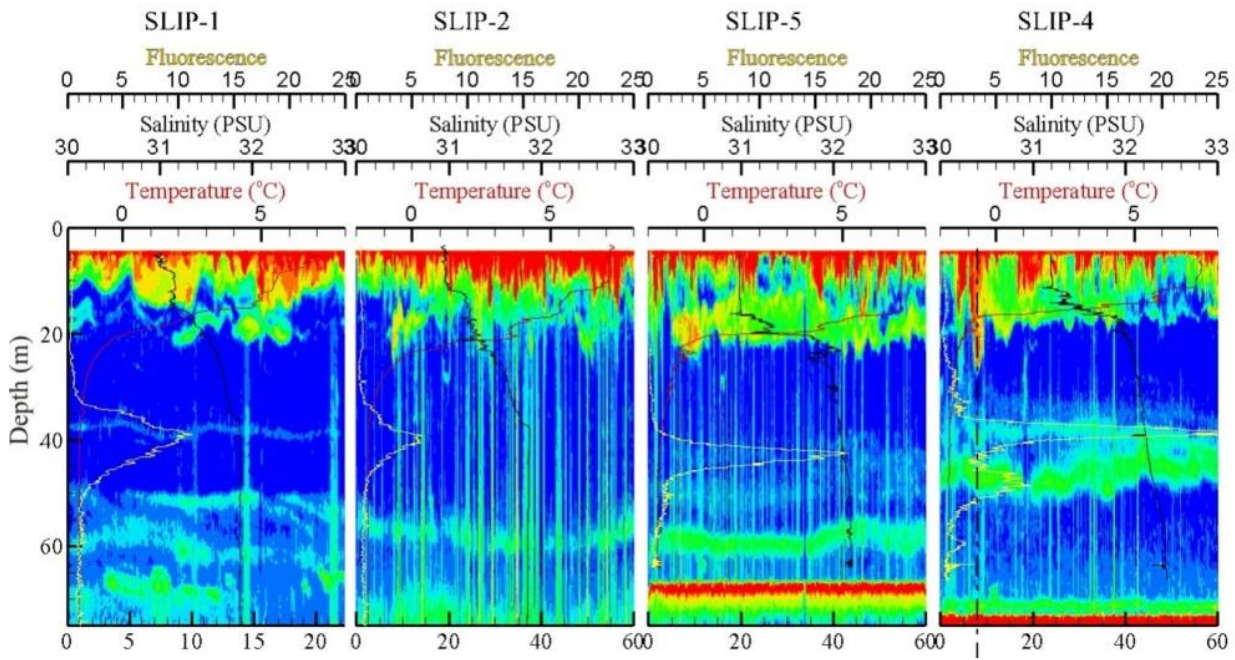 SLIP-1 SLIP-2 SLIP-5 SLIP-4
Fluorescence Fluorescence Fluorescence Fluorescence
0 5 10 15 20 25 0 5 10 15 20 25 0 5 10 15 20 25 0 5 10 15 20 25
Salinity (PSU) Salinity (PSU) Salinity (PSU) Salinity (PSU)
30 31 32 33 30 31 32 33 30 31 32 33 30 31 32 33
Temperature (°C) Temperature (°C) Temperature (°C) Temperature (°C)
0 5 0 5 0 5 0 5
0
20
Depth (m)
40
60
0 5 10 15 20 0 20 40 60 0 20 40 60 0 20 40 60